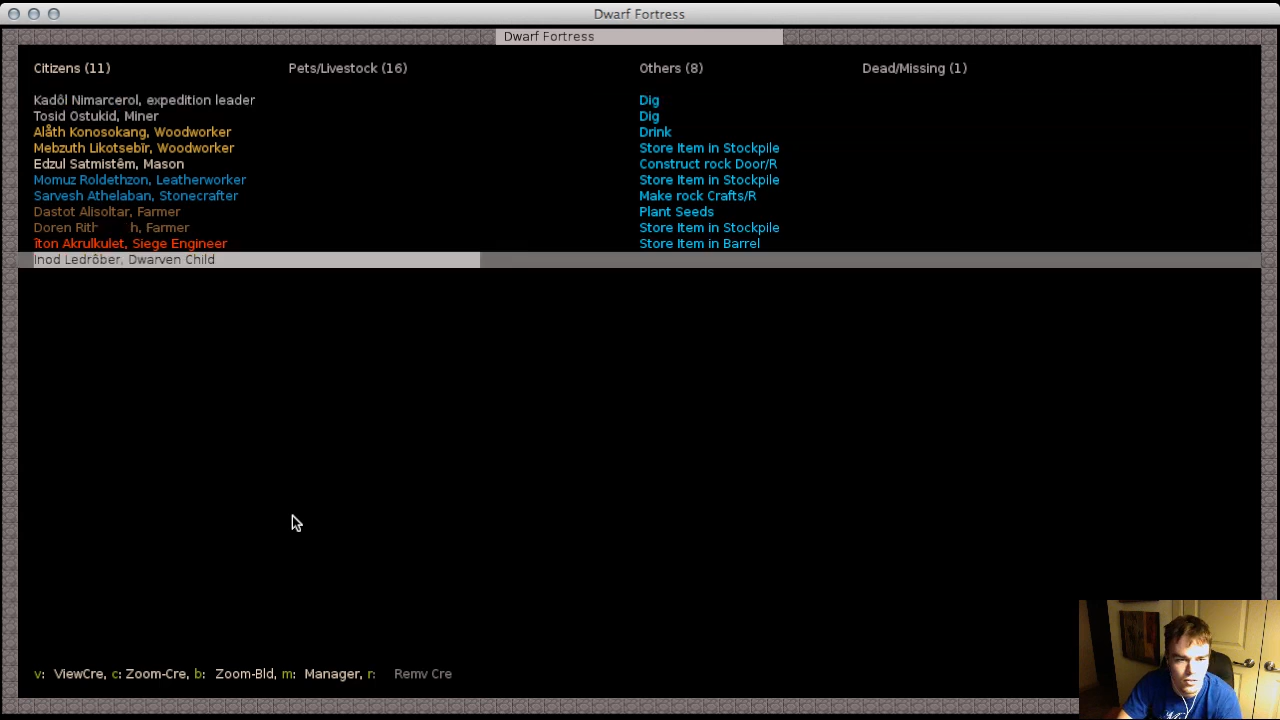 Dwarf Fortress
Dwarf Fortress
Citizens (11) Pets/Livestock (16) Others (8) Dead/Missing (1)
Kadôl Nimarcerol, expedition leader Dig
Tosid Ostukid, Miner Dig
Alåth Konosokang, Woodworker Drink
Mebzuth Likotsebîr, Woodworker Store Item in Stockpile
Edzul Satmistêm, Mason Construct rock Door/R
Momuz Roldethzon, Leatherworker Store Item in Stockpile
Sarvesh Athelaban, Stonecrafter Make rock Crafts/R
Dastot Alisoltar, Farmer Plant Seeds
Doren h, Farmer Store Item in Stockpile
Îton Akrulkulet, Siege Engineer Store Item in Barrel
Inod Ledrôber, Dwarven Child
v: ViewCre, c: Zoom-Cre, b: Zoom-Bld, m: Manager, r: Remv Cre